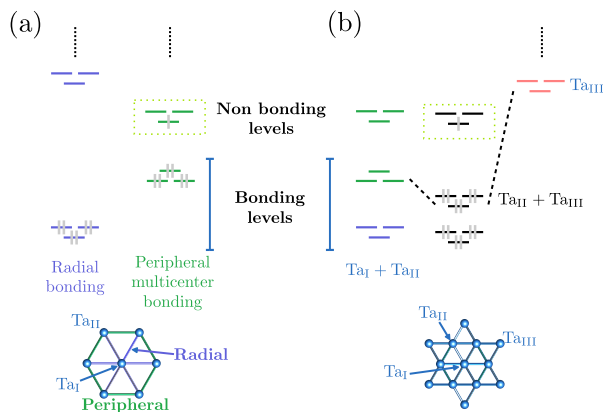 (a)
(b)
Ta_III
Non bonding
levels
Bonding
levels
Ta_II + Ta_III
Radial
bonding
Peripheral
multicenter
bonding
Ta_I + Ta_II
Ta_II
Radial
Ta_I
Peripheral
Ta_II
Ta_III
Ta_I